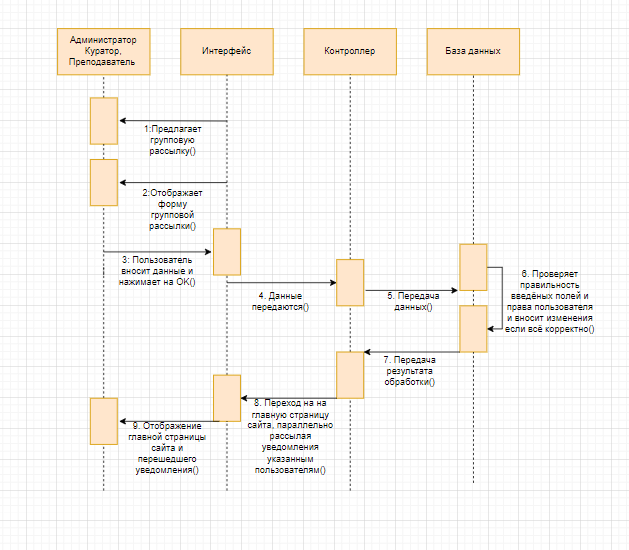 Администратор
Куратор,
Преподаватель
Интерфейс
Контроллер
База данных
1:Предлагает
групповую
рассылку()
2:Отображает
форму
групповой
рассылки()
3: Пользователь
вносит данные и
нажимает на OK()
4. Данные
передаются()
5. Передача
данных()
6. Проверяет
правильность
введёных полей и
права пользователя
и вносит изменения
если всё корректно()
7. Передача
результата
обработки()
8. Переход на на
главную страницу
сайта, параллельно
рассылая
уведомления
указанным
пользователям()
9. Отображение
главной страницы
сайта и
перешедшего
уведомления()